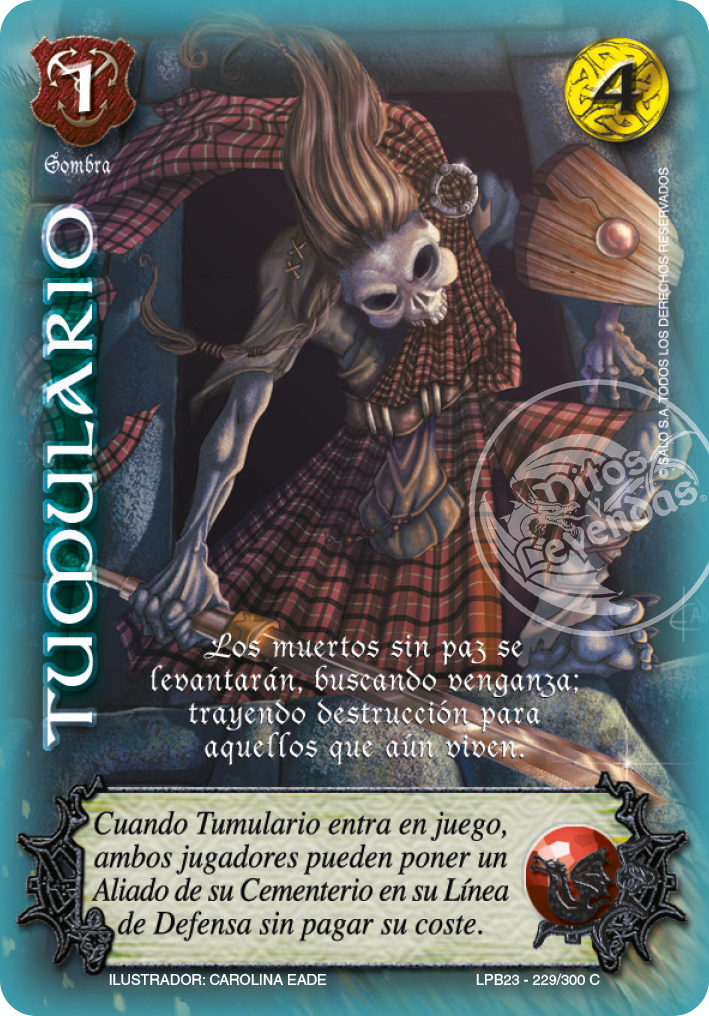 1
4
Sombra
TUMULARIO
© SALO S.A. TODOS LOS DERECHOS RESERVADOS
Mitos
y
Leyendas®
Los muertos sin paz se
levantarán, buscando venganza;
trayendo destrucción para
aquellos que aún viven.
Cuando Tumulario entra en juego,
ambos jugadores pueden poner un
Aliado de su Cementerio en su Línea
de Defensa sin pagar su coste.
ILUSTRADOR: CAROLINA EADE
LPB23 - 229/300 C